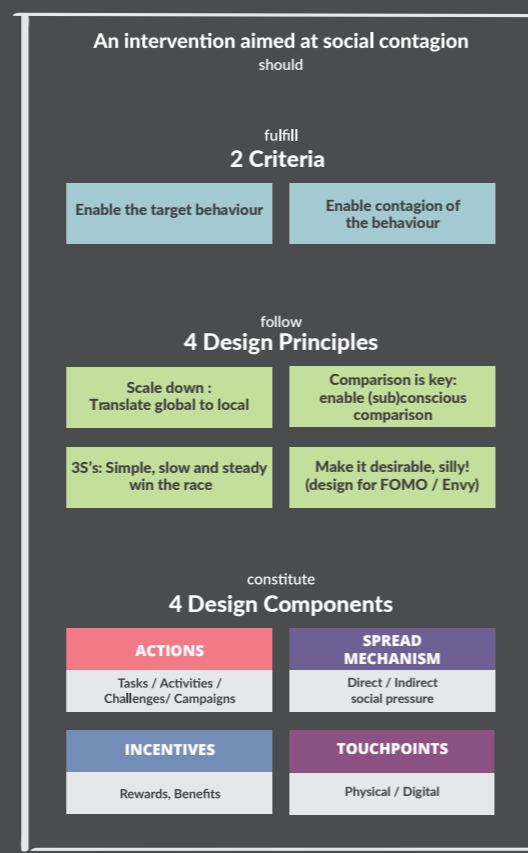 An intervention aimed at social contagion
should
fulfill
2 Criteria
Enable the target behaviour
Enable contagion of
the behaviour
follow
4 Design Principles
Scale down :
Translate global to local
Comparison is key:
enable (sub)conscious
comparison
3S's: Simple, slow and steady
win the race
Make it desirable, silly!
(design for FOMO / Envy)
constitute
4 Design Components
ACTIONS
Tasks / Activities /
Challenges/ Campaigns
SPREAD
MECHANISM
Direct / Indirect
social pressure
INCENTIVES
Rewards, Benefits
TOUCHPOINTS
Physical / Digital